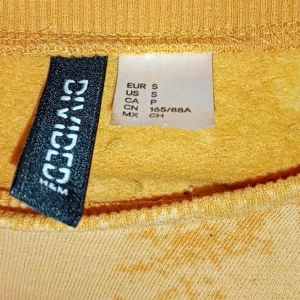 DIVIDED
H&M
EUR S
US S
CA P
CN 165/88A
MX CH